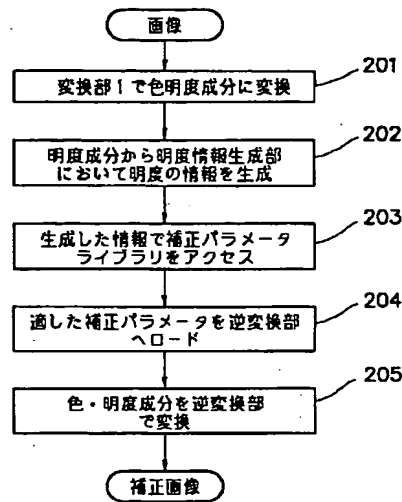 画像
201
変換部1で色明度成分に変換
202
明度成分から明度情報生成部
において明度の情報を生成
203
生成した情報で補正パラメータ
ライブラリをアクセス
204
適した補正パラメータを逆変換部
へロード
205
色・明度成分を逆変換部
で変換
補正画像